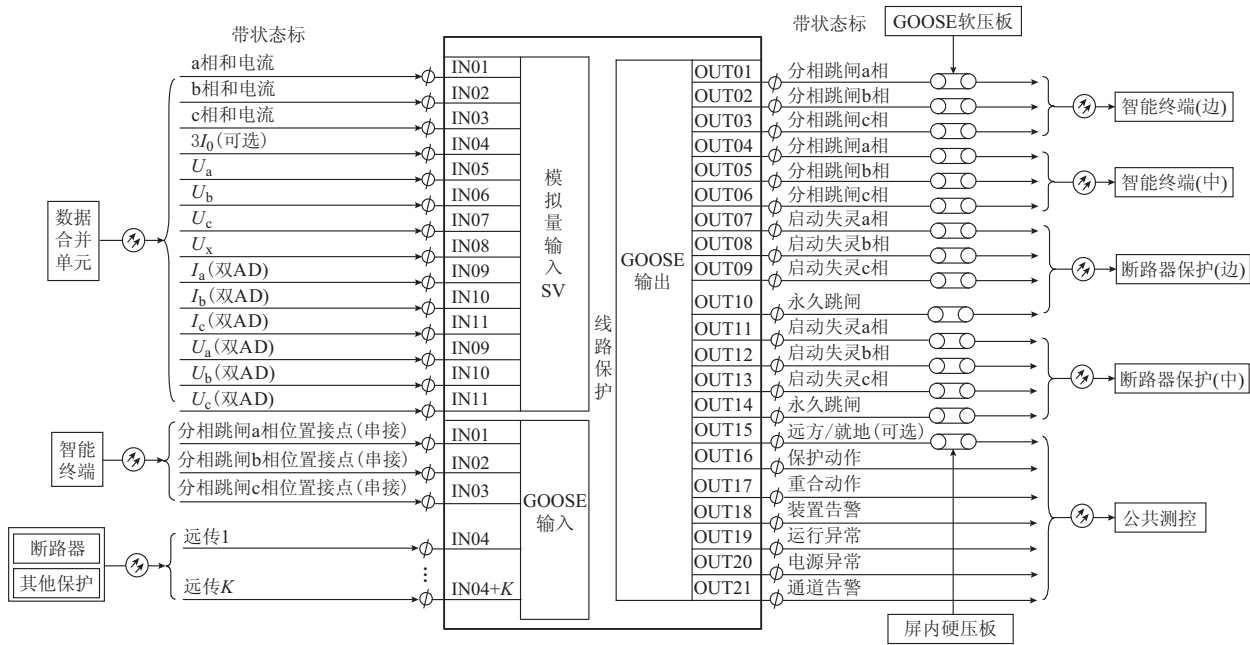 带状态标
a相和电流
b相和电流
c相和电流
3I0(可选)
Ua
Ub
Uc
Ux
Ia(双AD)
Ib(双AD)
Ic(双AD)
Ua(双AD)
Ub(双AD)
Uc(双AD)
数据
合并
单元
分相跳闸a相位置接点(串接)
分相跳闸b相位置接点(串接)
分相跳闸c相位置接点(串接)
智能
终端
远传1
远传K
断路器
其他保护
IN01
IN02
IN03
IN04
IN05
IN06
IN07
IN08
IN09
IN10
IN11
IN09
IN10
IN11
模
拟
量
输
入
SV
IN01
IN02
IN03
IN04
⋮
IN04+K
GOOSE
输入
线
路
保
护
GOOSE
输出
OUT01
OUT02
OUT03
OUT04
OUT05
OUT06
OUT07
OUT08
OUT09
OUT10
OUT11
OUT12
OUT13
OUT14
OUT15
OUT16
OUT17
OUT18
OUT19
OUT20
OUT21
带状态标
GOOSE软压板
分相跳闸a相
分相跳闸b相
分相跳闸c相
分相跳闸a相
分相跳闸b相
分相跳闸c相
启动失灵a相
启动失灵b相
启动失灵c相
永久跳闸
启动失灵a相
启动失灵b相
启动失灵c相
永久跳闸
远方/就地(可选)
保护动作
重合动作
装置告警
运行异常
电源异常
通道告警
屏内硬压板
智能终端(边)
智能终端(中)
断路器保护(边)
断路器保护(中)
公共测控